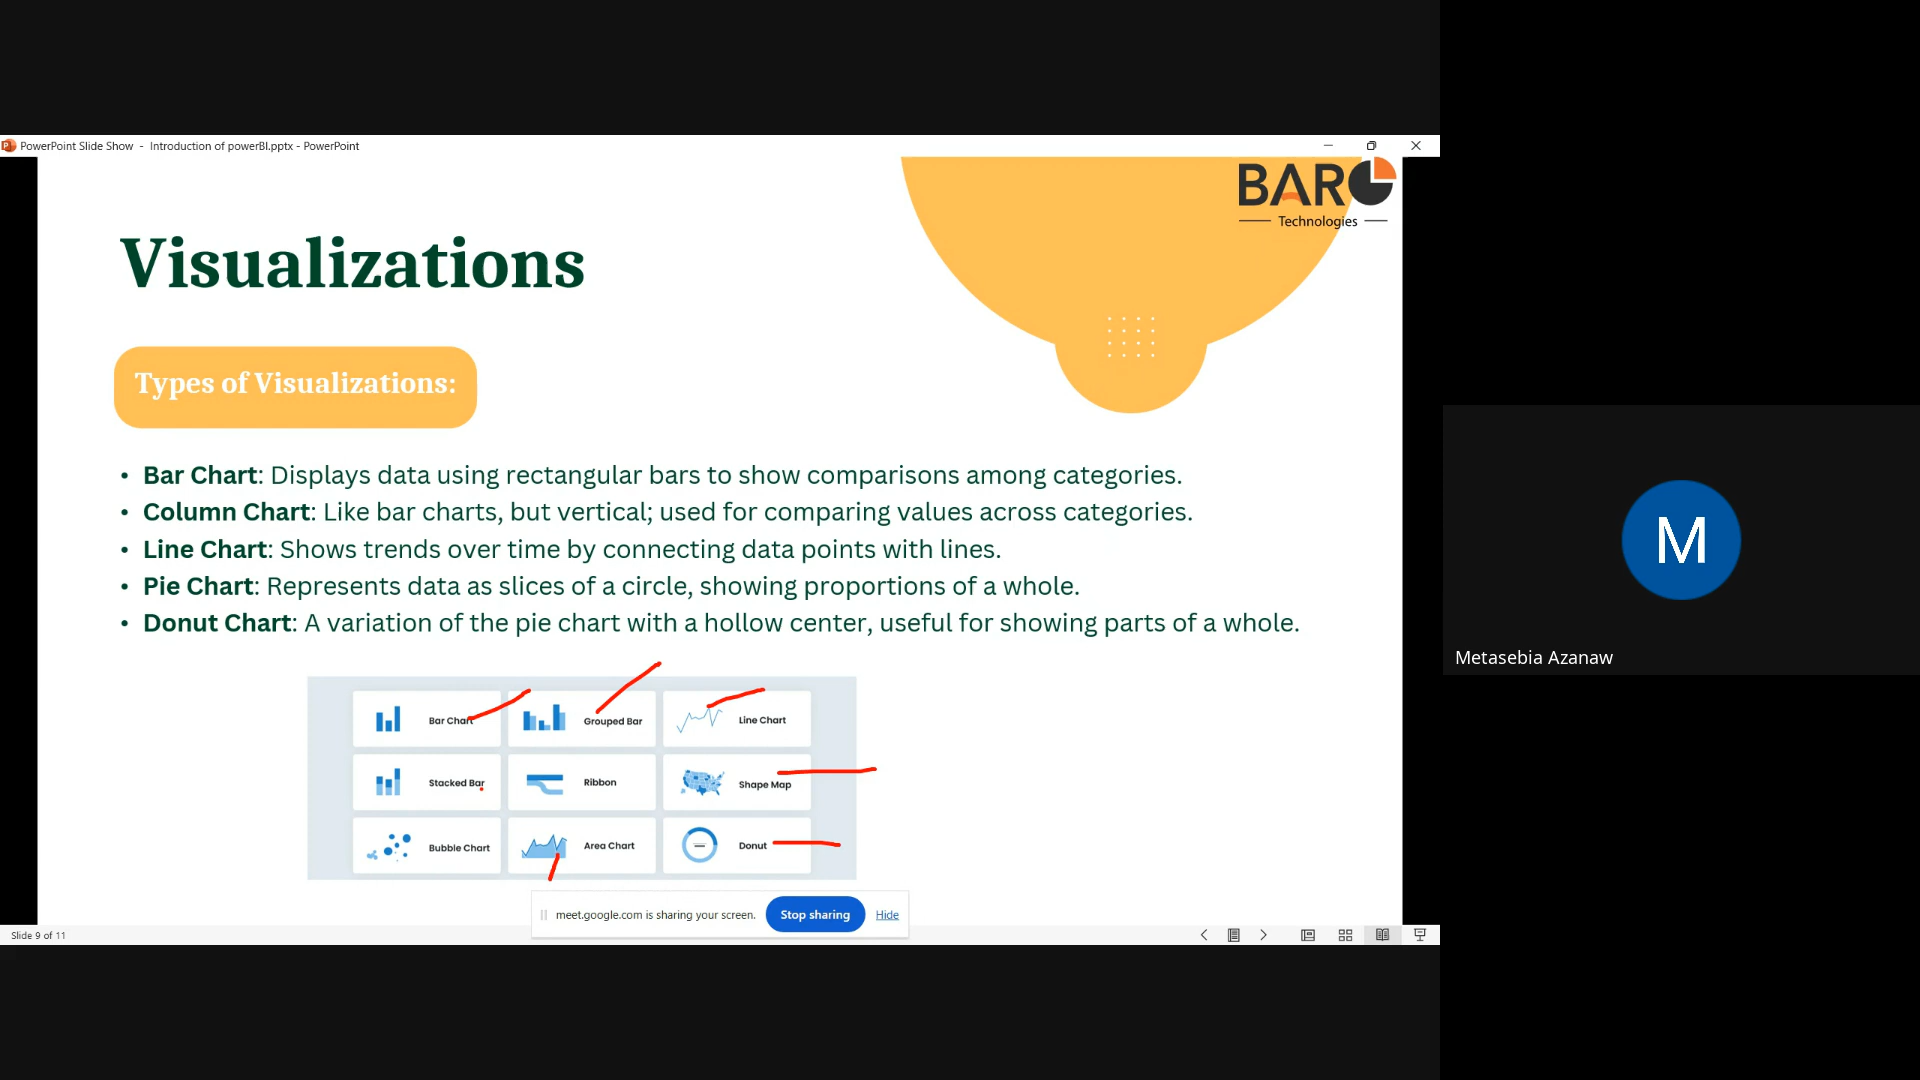 PowerPoint Slide Show - Introduction of powerBI.pptx - PowerPoint
BARO
Technologies
Visualizations
Types of Visualizations:
• Bar Chart: Displays data using rectangular bars to show comparisons among categories.
• Column Chart: Like bar charts, but vertical; used for comparing values across categories.
• Line Chart: Shows trends over time by connecting data points with lines.
• Pie Chart: Represents data as slices of a circle, showing proportions of a whole.
• Donut Chart: A variation of the pie chart with a hollow center, useful for showing parts of a whole.
Bar Chart
Grouped Bar
Line Chart
Stacked Bar
Ribbon
Shape Map
Bubble Chart
Area Chart
Donut
meet.google.com is sharing your screen.
Stop sharing
Hide
Slide 9 of 11
M
Metasebia Azanaw